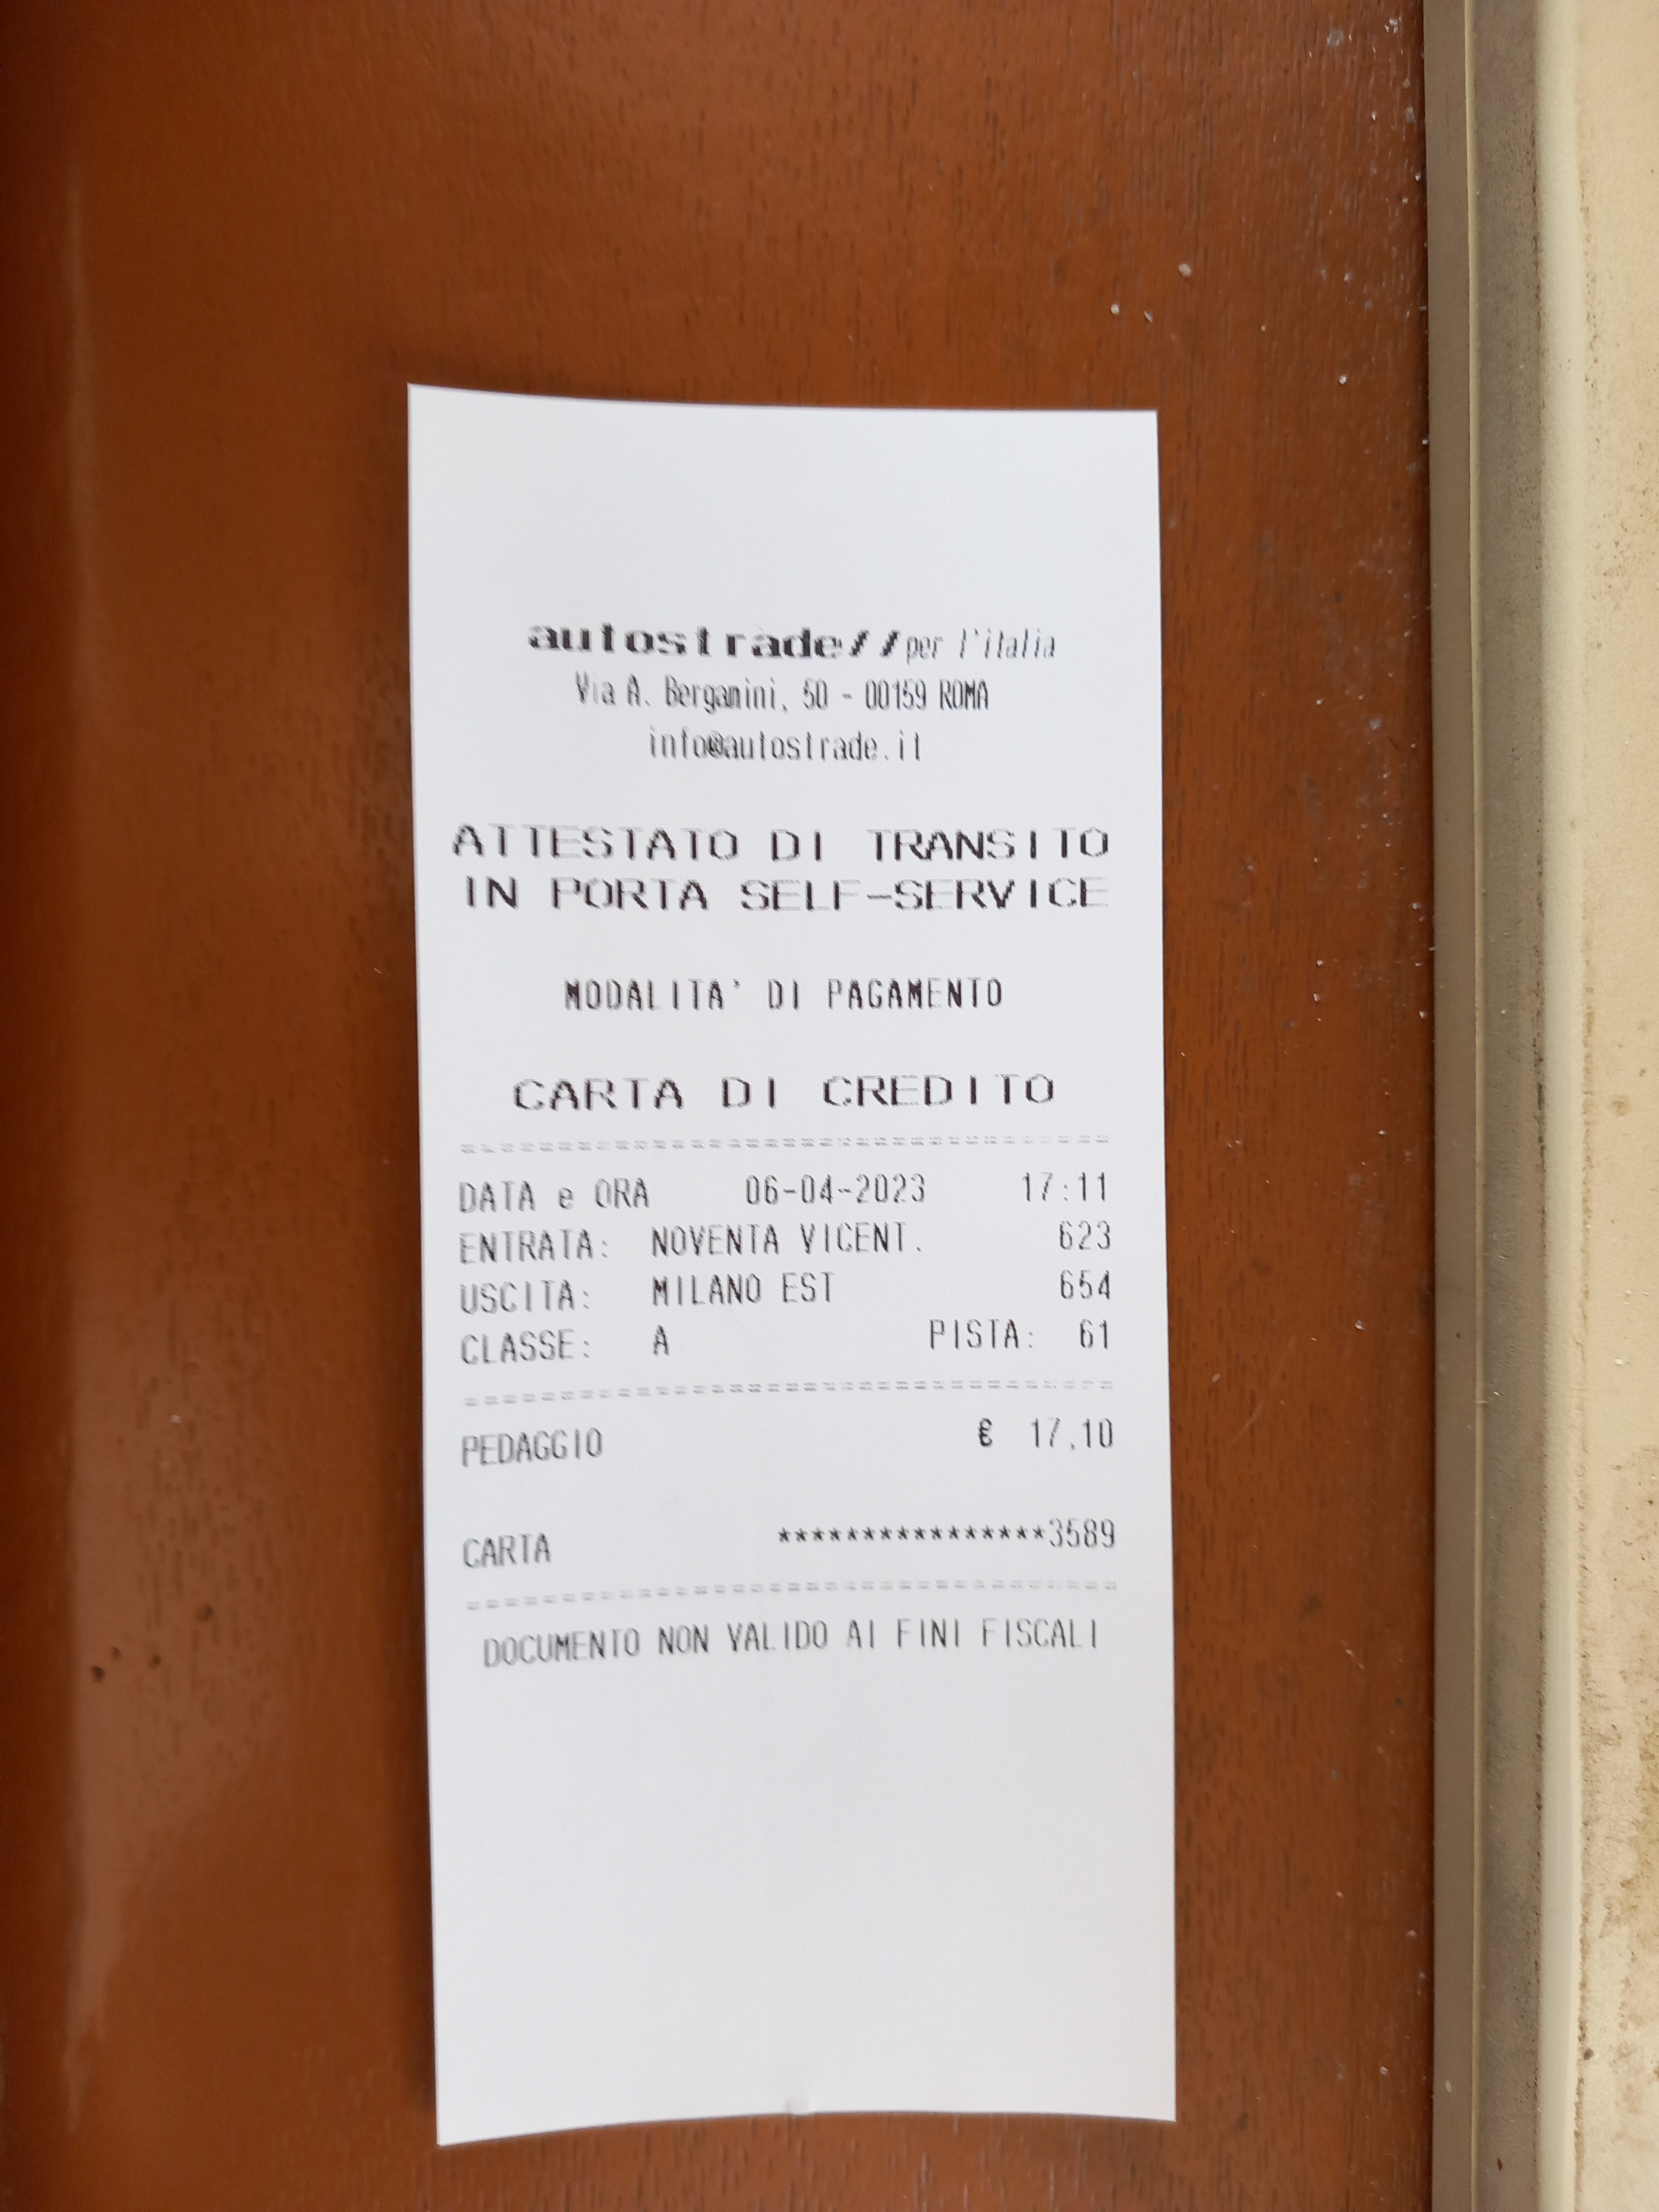 autostrade//per l'italia
Via A. Bergamini, 50 - 00159 ROMA
info@autostrade.it
ATTESTATO DI TRANSITO
IN PORTA SELF-SERVICE
MODALITA' DI PAGAMENTO
CARTA DI CREDITO
DATA e ORA 06-04-2023 17:11
ENTRATA: NOVENTA VICENT. 623
USCITA: MILANO EST 654
CLASSE: A PISTA: 61
PEDAGGIO € 17,10
CARTA ****************3589
DOCUMENTO NON VALIDO AI FINI FISCALI